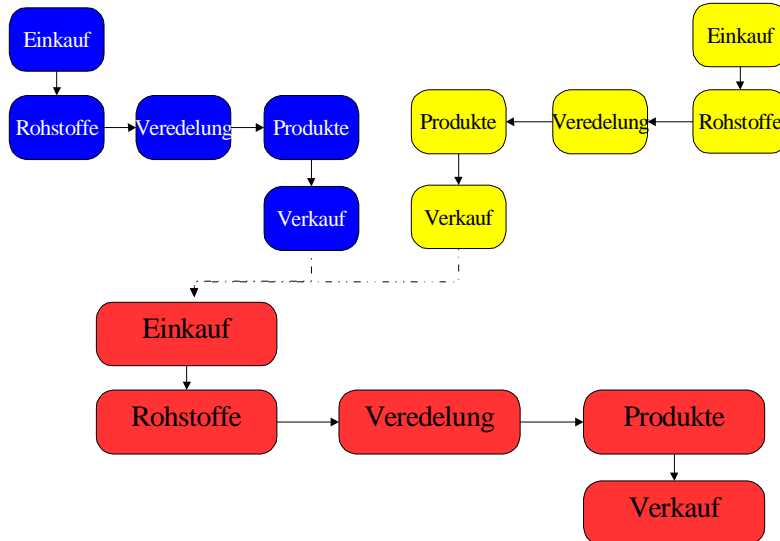 Einkauf
Rohstoffe
Veredelung
Produkte
Verkauf
Einkauf
Rohstoffe
Veredelung
Produkte
Verkauf
Einkauf
Rohstoffe
Veredelung
Produkte
Verkauf